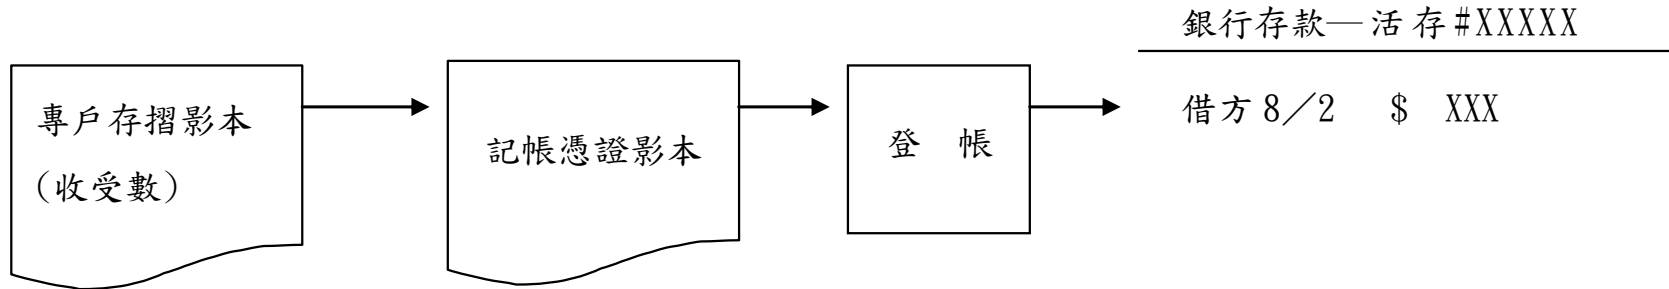 銀行存款—活存#XXXXX
專戶存摺影本
(收受數)
記帳憑證影本
登 帳
借方 8/2 $ XXX